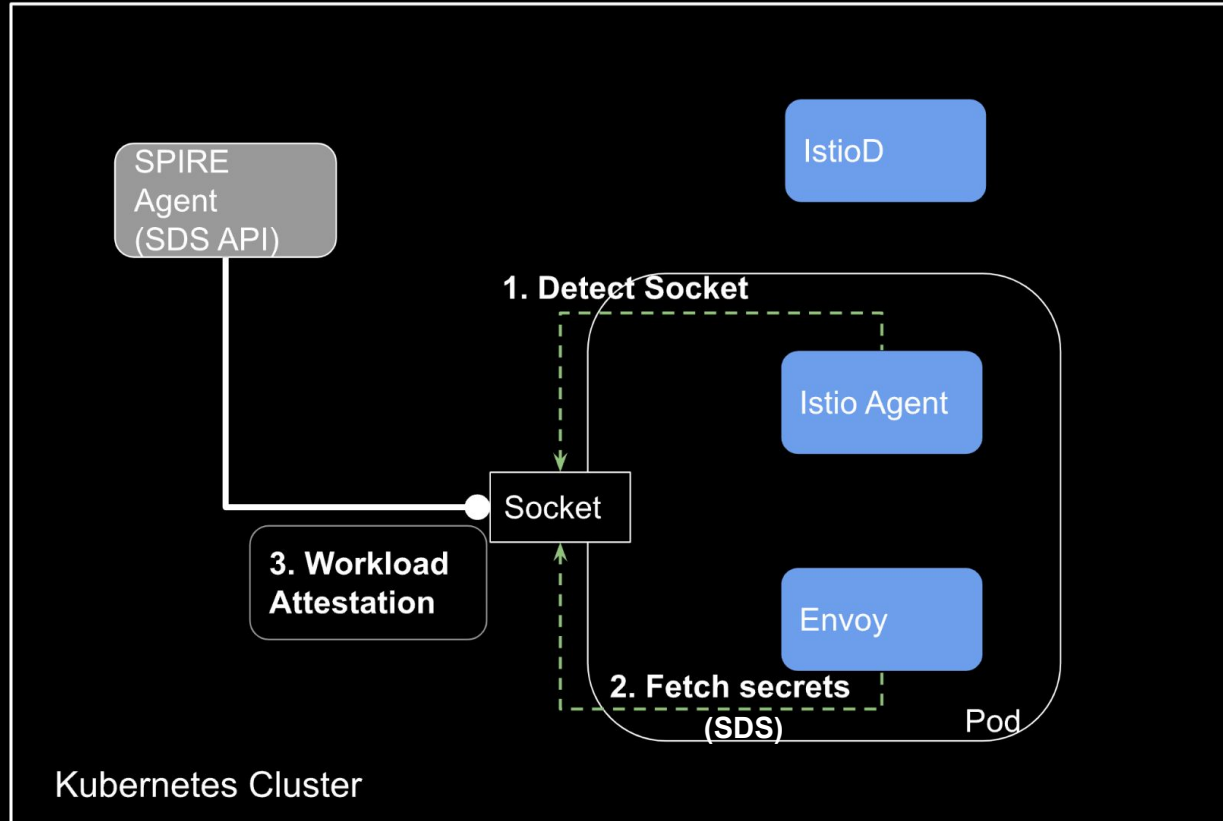 SPIRE
Agent
(SDS API)
IstioD
1. Detect Socket
Istio Agent
Socket
3. Workload
Attestation
Envoy
2. Fetch secrets
(SDS)
Pod
Kubernetes Cluster